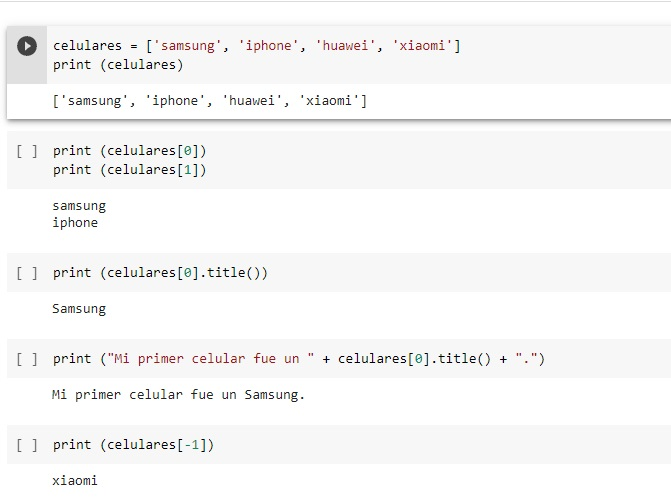 celulares = ['samsung', 'iphone', 'huawei', 'xiaomi']
print (celulares)
['samsung', 'iphone', 'huawei', 'xiaomi']
[ ] print (celulares[0])
print (celulares[1])
samsung
iphone
[ ] print (celulares[0].title())
Samsung
[ ] print ("Mi primer celular fue un " + celulares[0].title() + ".")
Mi primer celular fue un Samsung.
[ ] print (celulares[-1])
xiaomi